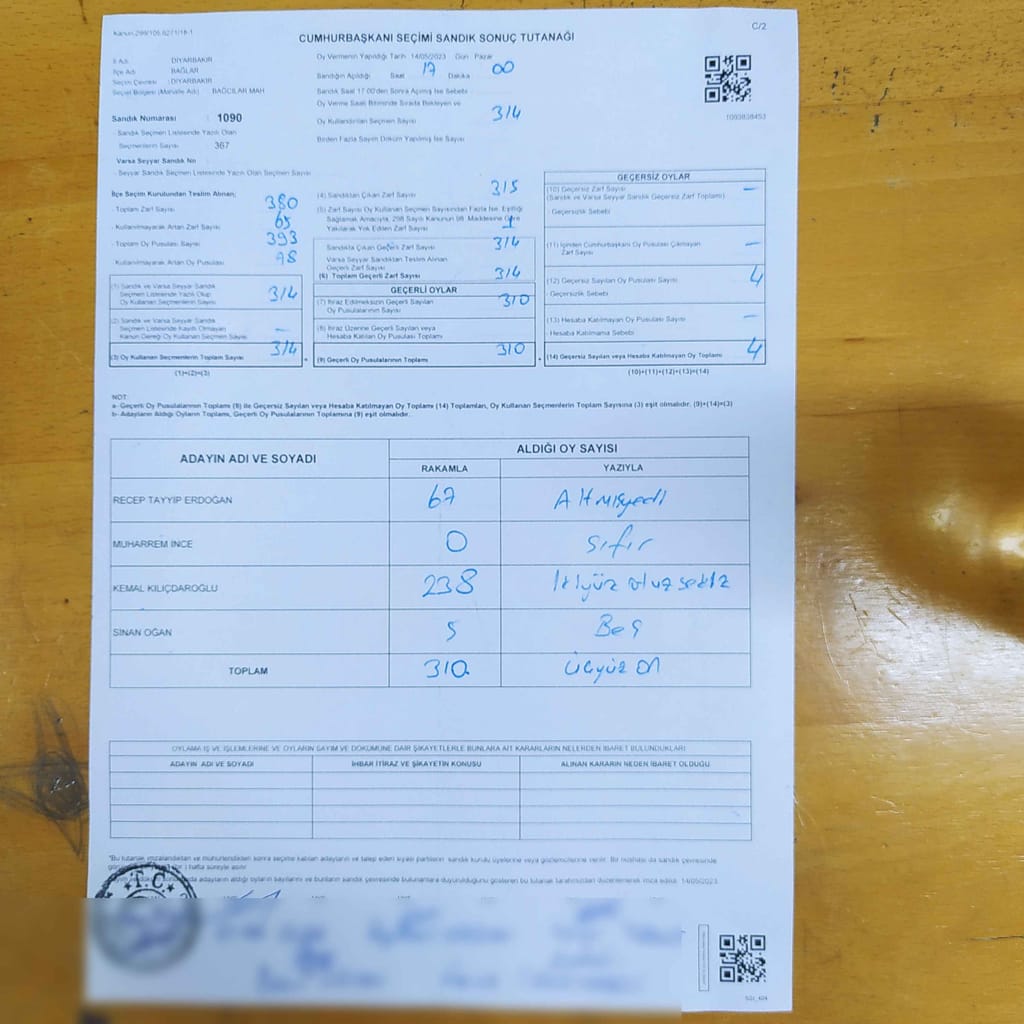 Kanun:298/105,6271/18-1
C/2
CUMHURBAŞKANI SEÇİMİ SANDIK SONUÇ TUTANAĞI
İl Adı : DİYARBAKIR
İlçe Adı : BAĞLAR
Seçim Çevresi : DİYARBAKIR
Seçim Bölgesi (Mahalle Adı) BAĞCILAR MAH
Sandık Numarası : 1090
- Sandık Seçmen Listesinde Yazılı Olan
Seçmenlerin Sayısı 367
Varsa Seyyar Sandık No
- Seyyar Sandık Seçmen Listesinde Yazılı Olan Seçmen Sayısı
Oy Vermenin Yapıldığı Tarih 14/05/2023 Gün Pazar
Sandığın Açıldığı Saat 17 Dakika 00
Sandık Saat 17.00'den Sonra Açılmış İse Sebebi
Oy Verme Saati Bitiminde Sırada Bekleyen ve
Oy Kullandırılan Seçmen Sayısı 314
Birden Fazla Sayım Döküm Yapılmış İse Sayısı
1093838453
İlçe Seçim Kurulundan Teslim Alınan;
- Toplam Zarf Sayısı 380
- Kullanılmayarak Artan Zarf Sayısı 65
- Toplam Oy Pusulası Sayısı 393
- Kullanılmayarak Artan Oy Pusulası
(1) Sandık ve Varsa Seyyar Sandık
Seçmen Listesinde Yazılı Olup
Oy Kullanan Seçmenlerin Sayısı 314
(2) Sandık ve Varsa Seyyar Sandık
Seçmen Listesinde Kayıtlı Olmayan
Kanun Gereği Oy Kullanan Seçmen Sayısı –
(3) Oy Kullanan Seçmenlerin Toplam Sayısı 314
(1)+(2)=(3)
(4) Sandıktan Çıkan Zarf Sayısı 315
(5) Zarf Sayısı Oy Kullanan Seçmen Sayısından Fazla İse, Eşitliği
Sağlamak Amacıyla, 298 Sayılı Kanunun 98. Maddesine Göre
Yakılarak Yok Edilen Zarf Sayısı 1
Sandıkta Çıkan Geçerli Zarf Sayısı 314
Varsa Seyyar Sandıktan Teslim Alınan
Geçerli Zarf Sayısı
(6) Toplam Geçerli Zarf Sayısı 314
GEÇERLİ OYLAR
(7) İtiraz Edilmeksizin Geçerli Sayılan
Oy Pusulalarının Sayısı 310
(8) İtiraz Üzerine Geçerli Sayılan veya
Hesaba Katılan Oy Pusulası Sayısı
(9) Geçerli Oy Pusulalarının Toplamı 310
GEÇERSİZ OYLAR
(10) Geçersiz Zarf Sayısı –
(Sandık ve Varsa Seyyar Sandık Geçersiz Zarf Toplamı)
- Geçersizlik Sebebi
(11) İçinden Cumhurbaşkanı Oy Pusulası Çıkmayan
Zarf Sayısı –
(12) Geçersiz Sayılan Oy Pusulası Sayısı 4
- Geçersizlik Sebebi
(13) Hesaba Katılmayan Oy Pusulası Sayısı –
- Hesaba Katılmama Sebebi
(14) Geçersiz Sayılan veya Hesaba Katılmayan Oy Toplamı 4
(10)+(11)+(12)+(13)=(14)
NOT:
a- Geçerli Oy Pusulalarının Toplamı (9) ile Geçersiz Sayılan veya Hesaba Katılmayan Oy Toplamı (14) Toplamları, Oy Kullanan Seçmenlerin Toplam Sayısına (3) eşit olmalıdır. (9)+(14)=(3)
b- Adayların Aldığı Oyların Toplamı, Geçerli Oy Pusulalarının Toplamına (9) eşit olmalıdır.
ADAYIN ADI VE SOYADI
ALDIĞI OY SAYISI
RAKAMLA YAZIYLA
RECEP TAYYİP ERDOĞAN 67 Altmışyedi
MUHARREM İNCE 0 sıfır
KEMAL KILIÇDAROĞLU 238 İkiyüz otuz sekiz
SİNAN OĞAN 5 Beş
TOPLAM 310 üçyüz on
OYLAMA İŞ VE İŞLEMLERİNE VE OYLARIN SAYIM VE DÖKÜMÜNE DAİR ŞİKAYETLERLE BUNLARA AİT KARARLARIN NELERDEN İBARET BULUNDUKLARI
ADAYIN ADI VE SOYADI İHBAR İTİRAZ VE ŞİKAYETİN KONUSU ALINAN KARARIN NEDEN İBARET OLDUĞU
"Bu tutanak imzalandıktan ve mühürlendikten sonra seçime katılan adayların ve talep eden siyasi partilerin sandık kurulu üyelerine veya gözlemcilerine verilir. Bir nüshası da sandık çevresinde
1 hafta süreyle asılır
adayların aldığı oyların sayılarını ve bunların sandık çevresinde bulunanlara duyurulduğunu gösteren bu tutanak tarafımızdan düzenlenerek imza edildi. 14/05/2023
T.C.